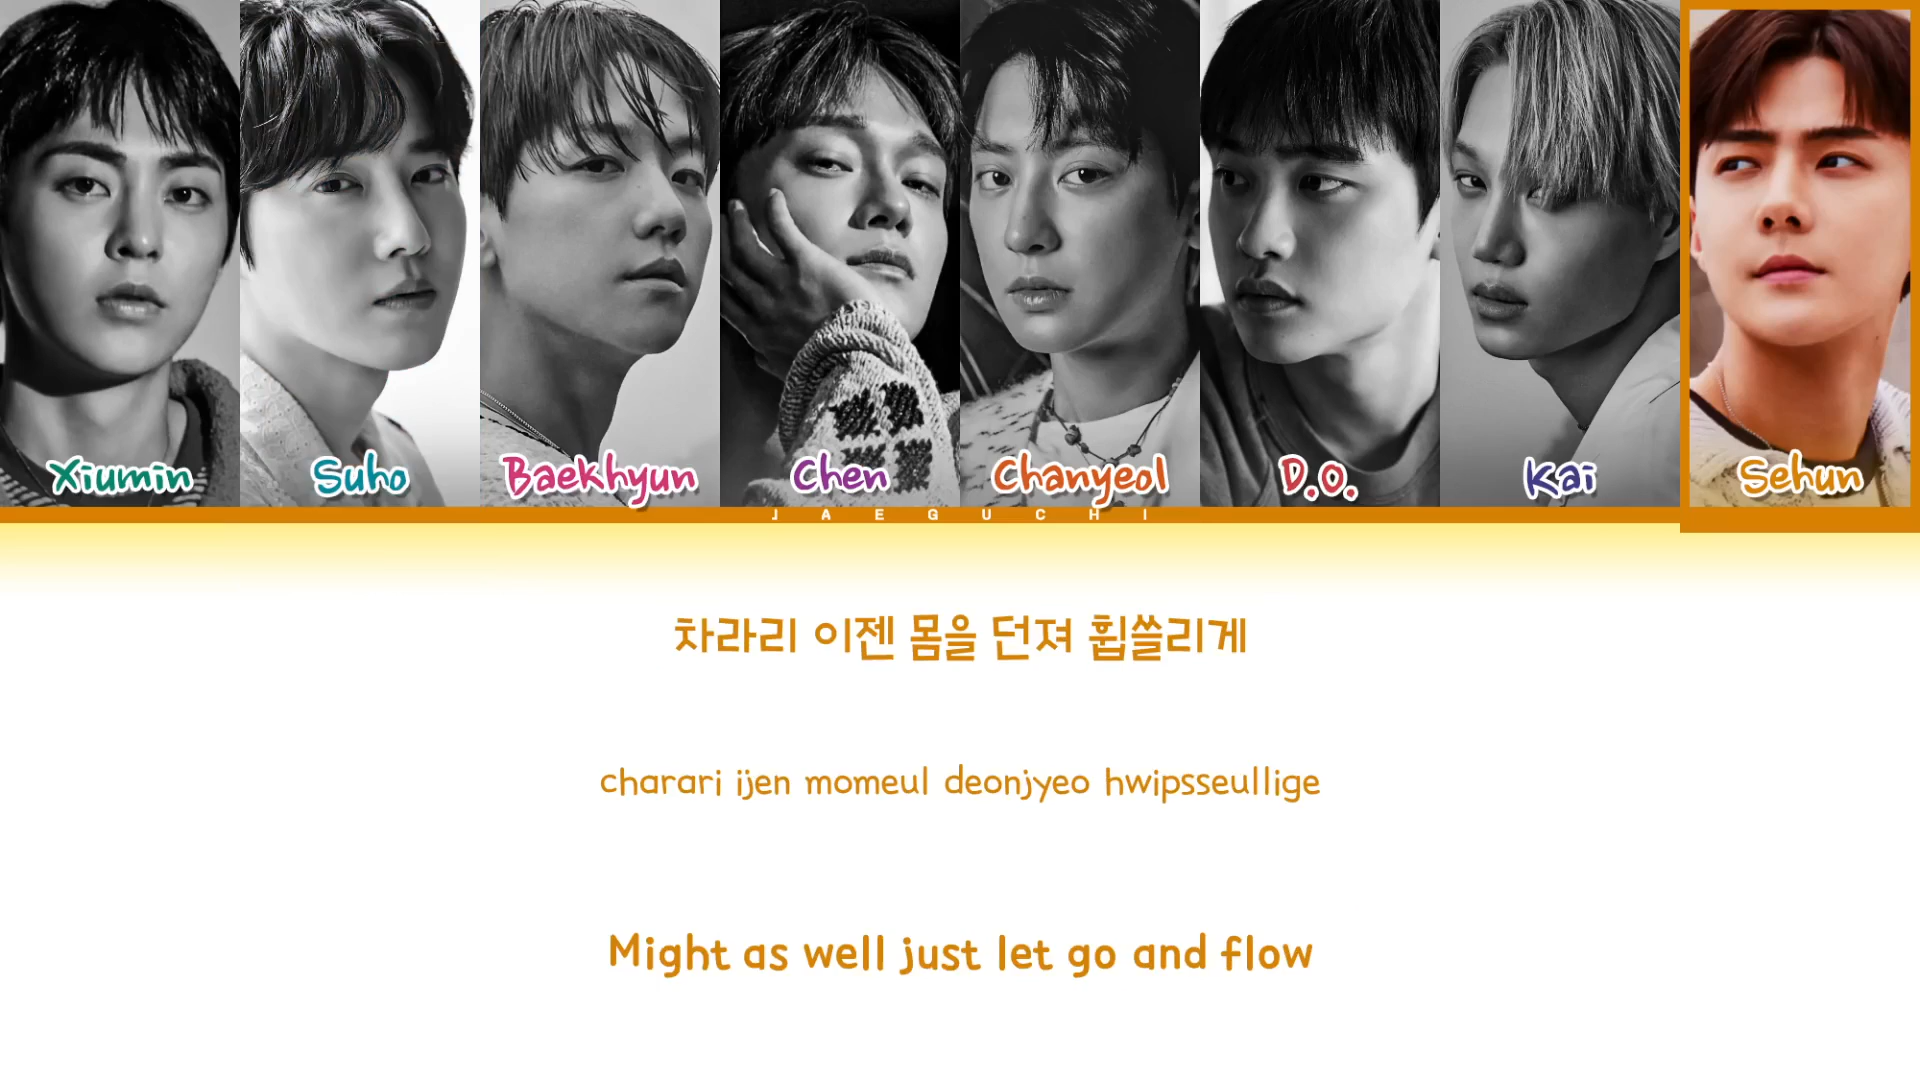 Xiumin
Suho
Baekhyun
Chen
Chanyeol
D.O.
Kai
Sehun
JAEGUCHI
차라리 이젠 몸을 던져 휩쓸리게
charari ijen momeul deonjyeo hwipsseullige
Might as well just let go and flow